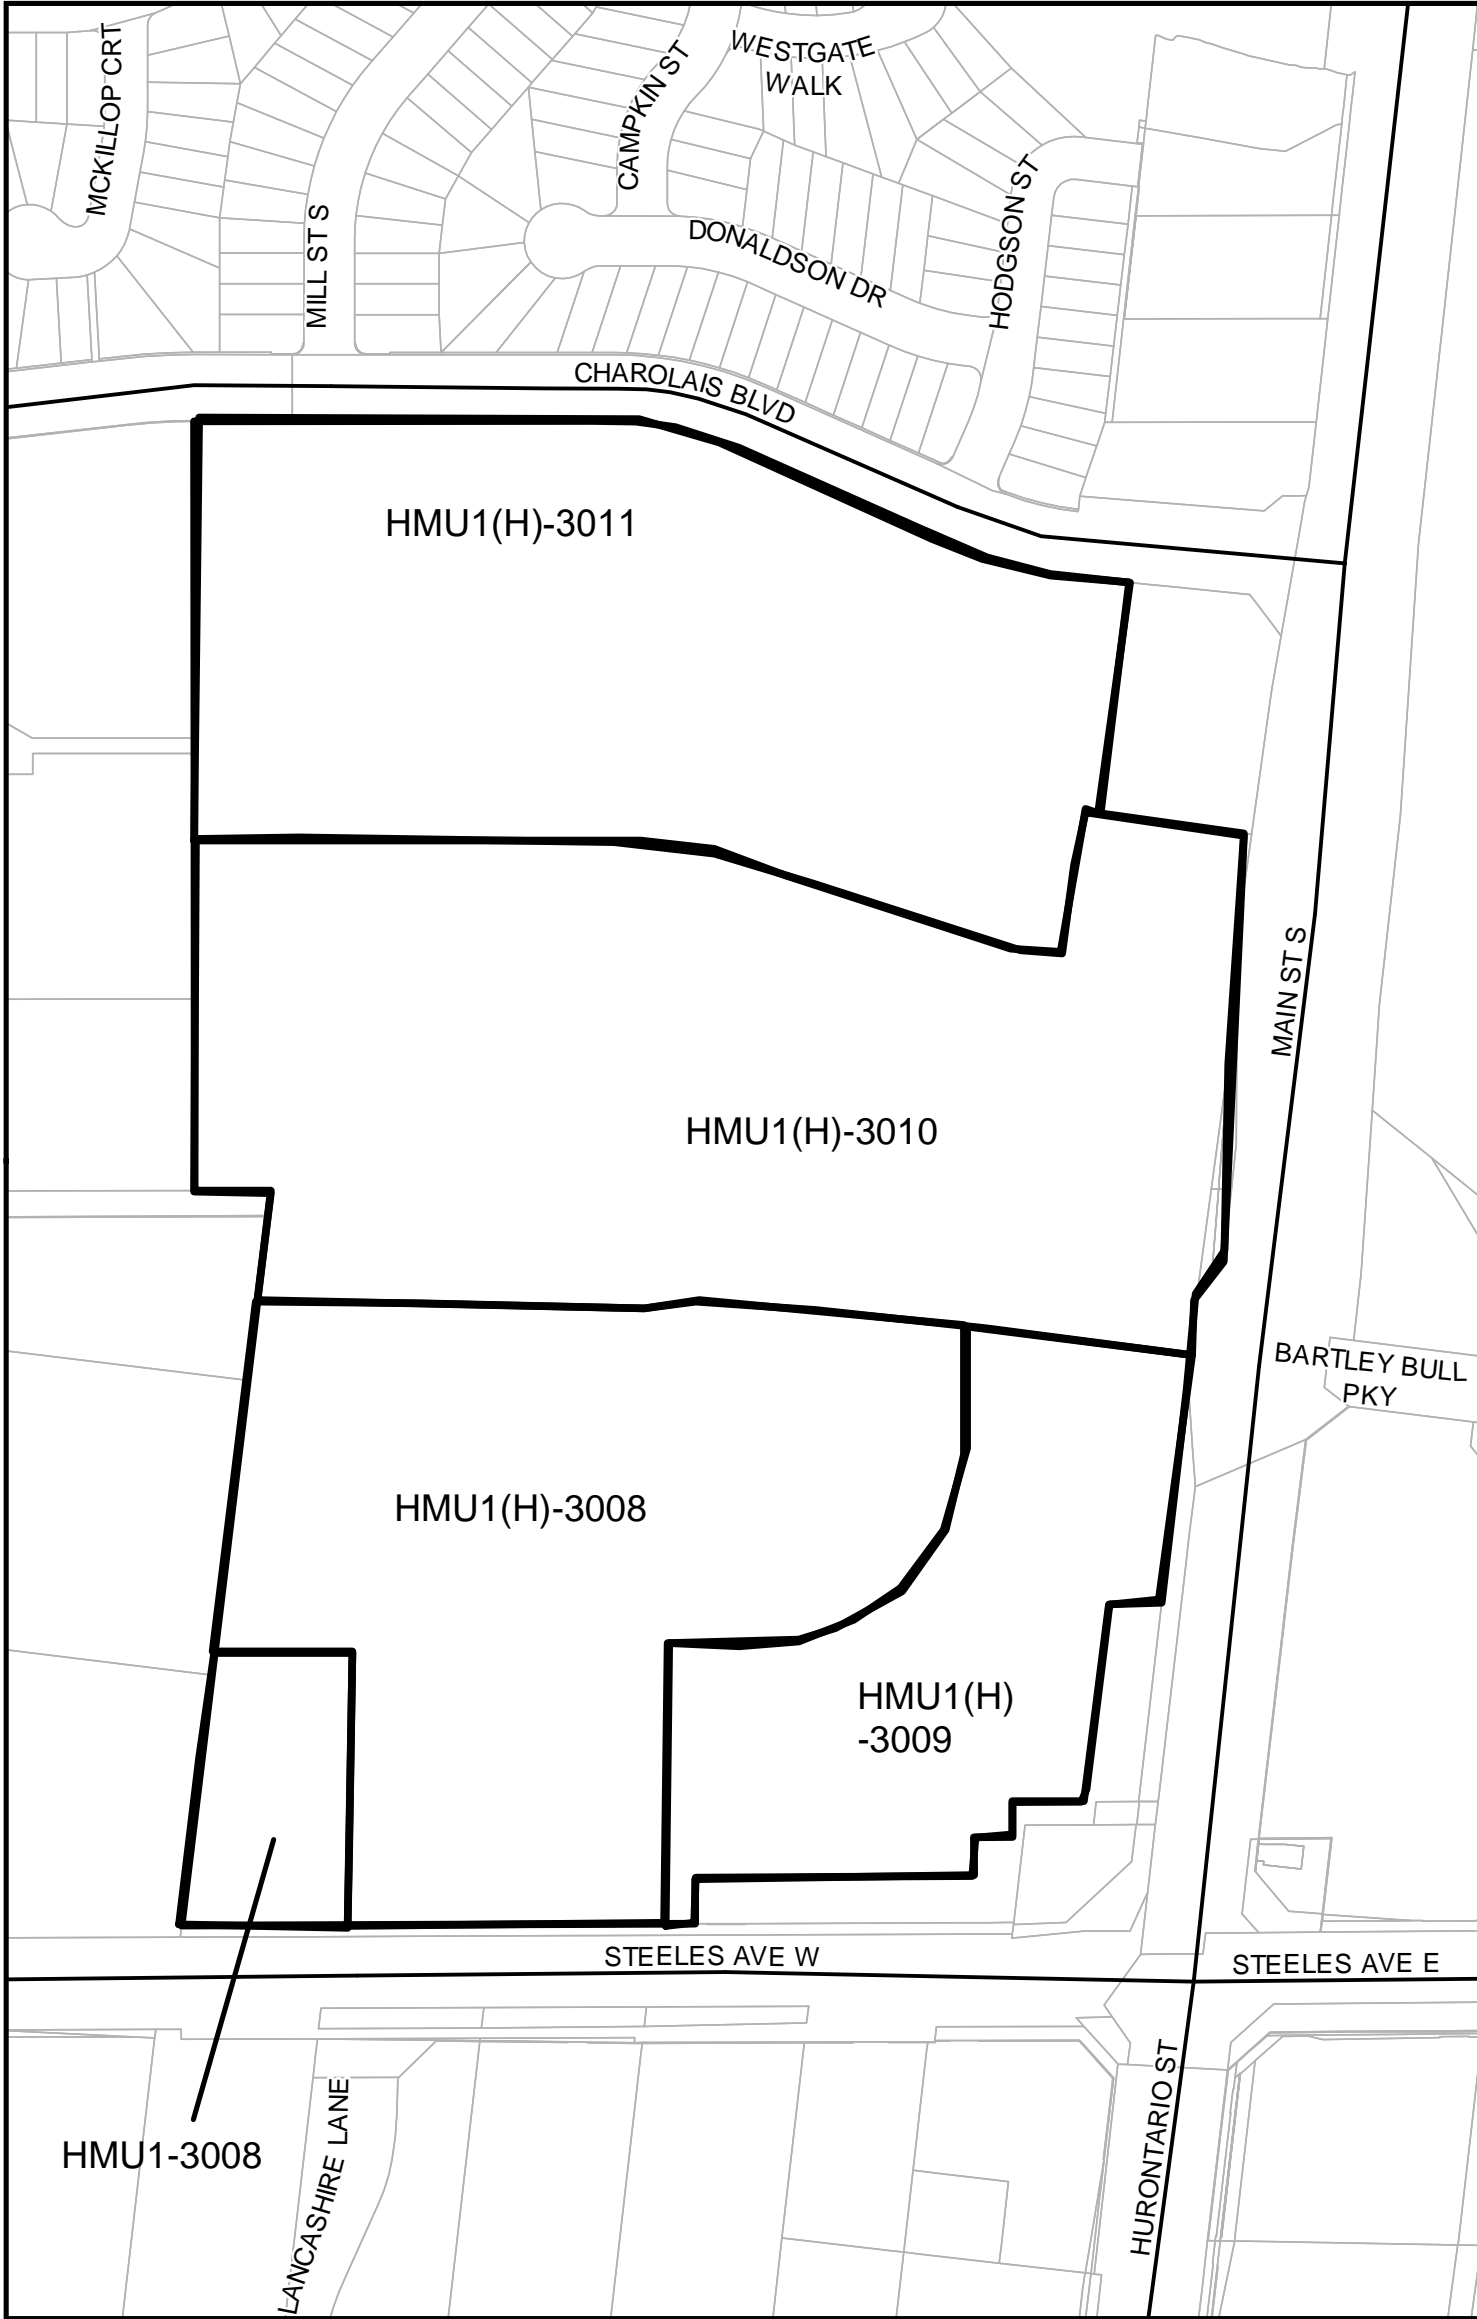 MCKILLOP CRT
MILL ST S
CAMPKIN ST
WESTGATE
WALK
DONALDSON DR
HODGSON ST
CHAROLAIS BLVD
HMU1(H)-3011
MAIN ST S
HMU1(H)-3010
BARTLEY BULL
PKY
HMU1(H)-3008
HMU1(H)
-3009
STEELES AVE W
STEELES AVE E
HMU1-3008
LANCASHIRE LANE
HURONTARIO ST